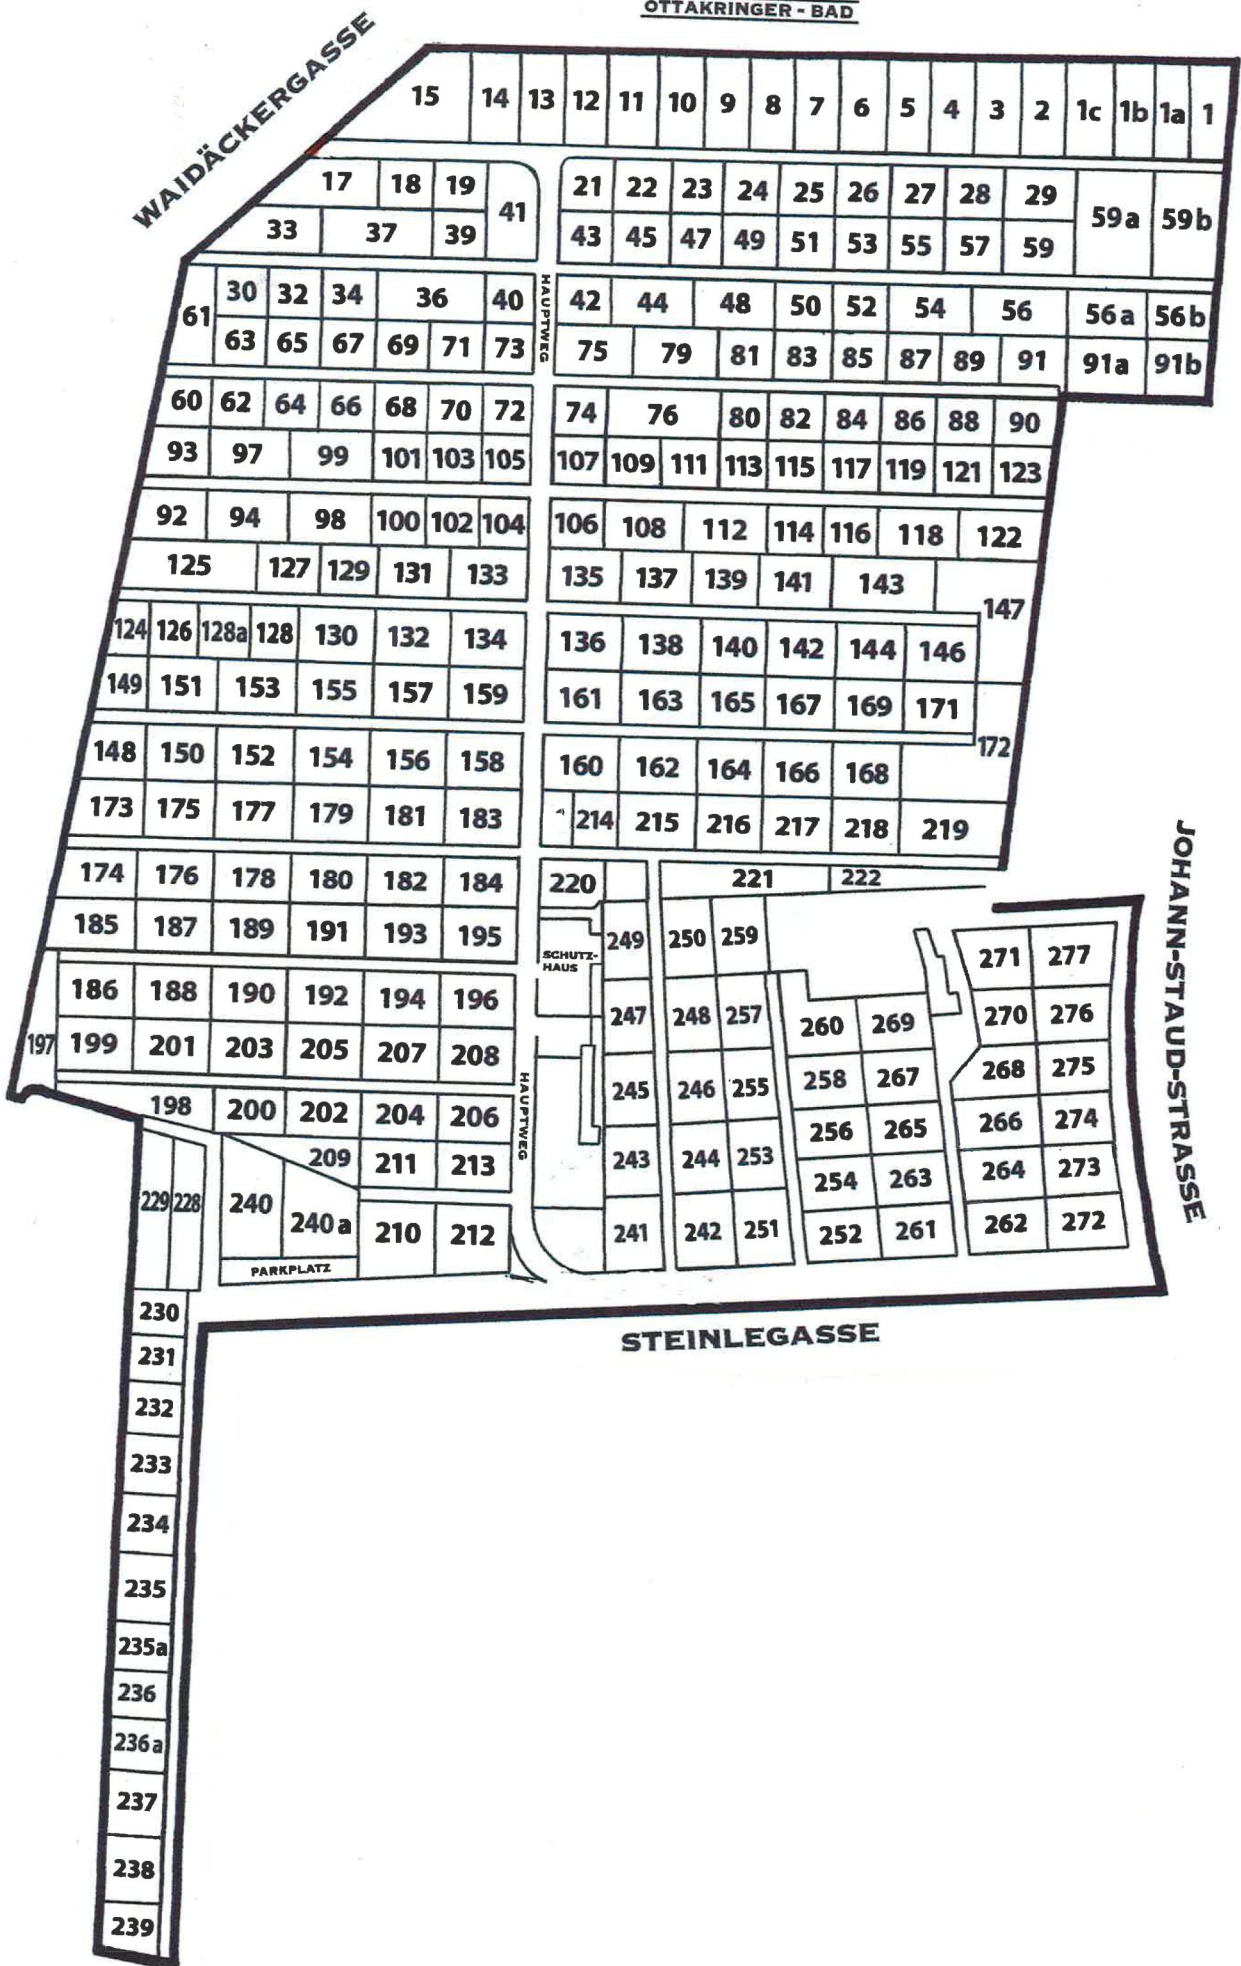 OTTAKRINGER - BAD
WAIDÄCKERGASSE
15 14 13 12 11 10 9 8 7 6 5 4 3 2 1c 1b 1a 1
17 18 19 41 21 22 23 24 25 26 27 28 29 59a 59b
33 37 39 43 45 47 49 51 53 55 57 59
61 30 32 34 36 40 42 44 48 50 52 54 56 56a 56b
HAUPTWEG
63 65 67 69 71 73 75 79 81 83 85 87 89 91 91a 91b
60 62 64 66 68 70 72 74 76 80 82 84 86 88 90
93 97 99 101 103 105 107 109 111 113 115 117 119 121 123
92 94 98 100 102 104 106 108 112 114 116 118 122
125 127 129 131 133 135 137 139 141 143 147
124 126 128a 128 130 132 134 136 138 140 142 144 146
149 151 153 155 157 159 161 163 165 167 169 171 172
148 150 152 154 156 158 160 162 164 166 168
173 175 177 179 181 183 214 215 216 217 218 219
174 176 178 180 182 184 220 221 222
JOHANN-STAUD-STRASSE
185 187 189 191 193 195 249 250 259 271 277
SCHUTZ-
HAUS
186 188 190 192 194 196 247 248 257 260 269 270 276
197 199 201 203 205 207 208 245 246 255 258 267 268 275
198 200 202 204 206 256 265 266 274
HAUPTWEG
209 211 213 243 244 253 254 263 264 273
229 228 240 240a 210 212 241 242 251 252 261 262 272
PARKPLATZ
230
STEINLEGASSE
231
232
233
234
235
235a
236
236a
237
238
239